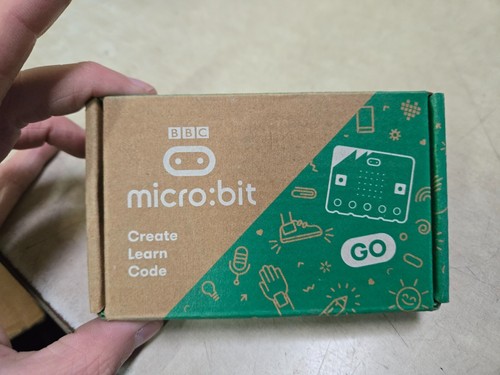 BBC
micro:bit
Create
Learn
Code
GO